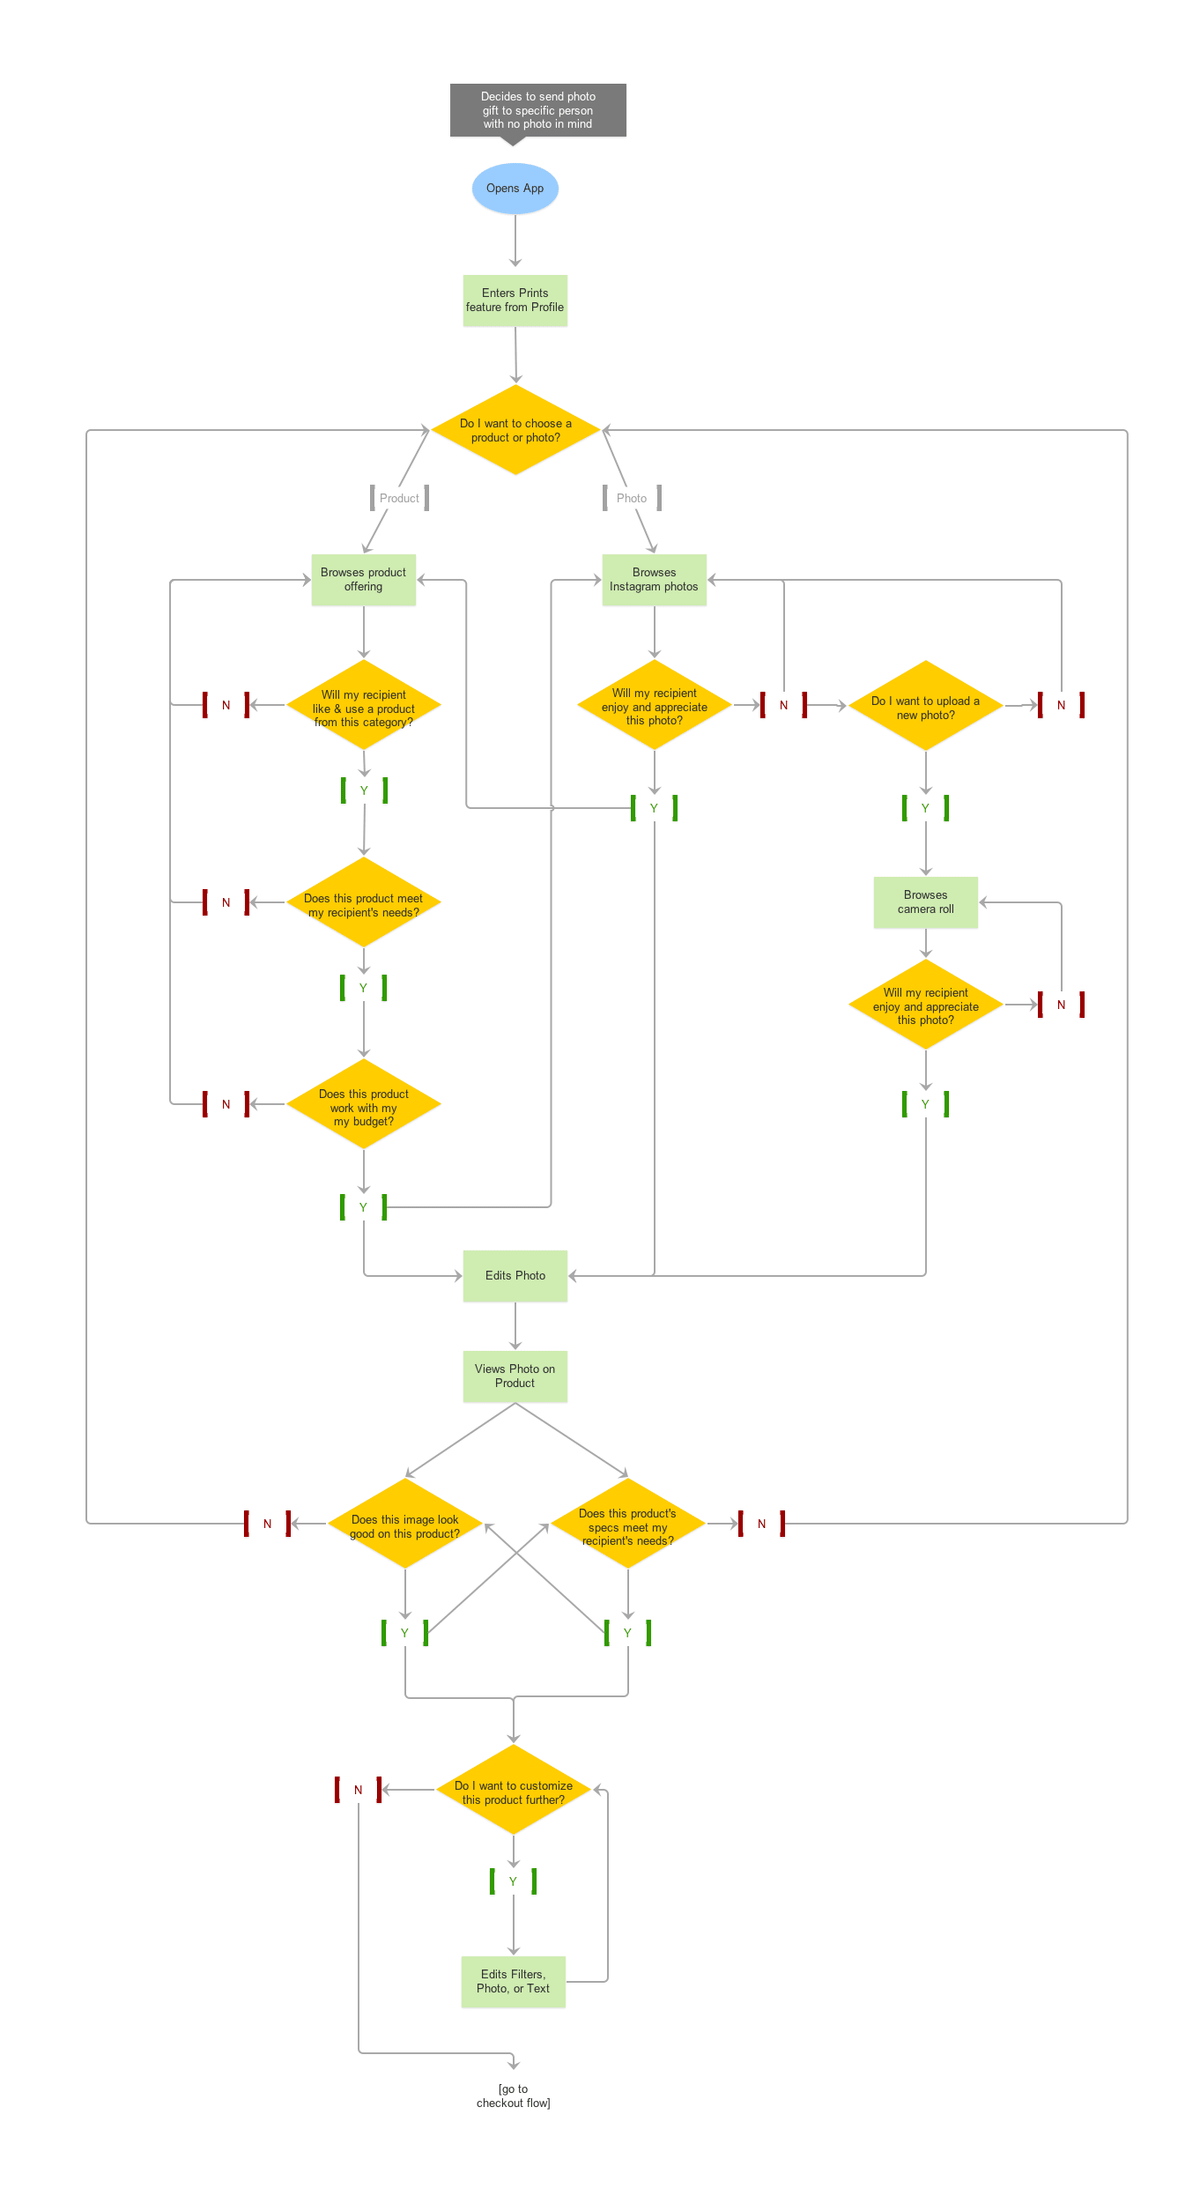 Decides to send photo
gift to specific person
with no photo in mind
Opens App
Enters Prints
feature from Profile
Do I want to choose a
product or photo?
Product
Photo
Browses product
offering
Browses
Instagram photos
Will my recipient
like & use a product
from this category?
N
Will my recipient
enjoy and appreciate
this photo?
N
Do I want to upload a
new photo?
N
Y
Y
Y
Does this product meet
my recipient's needs?
N
Browses
camera roll
Y
Will my recipient
enjoy and appreciate
this photo?
N
Does this product
work with my
my budget?
N
Y
Y
Edits Photo
Views Photo on
Product
Does this image look
good on this product?
N
Does this product's
specs meet my
recipient's needs?
N
Y
Y
Do I want to customize
this product further?
N
Y
Edits Filters,
Photo, or Text
[go to
checkout flow]